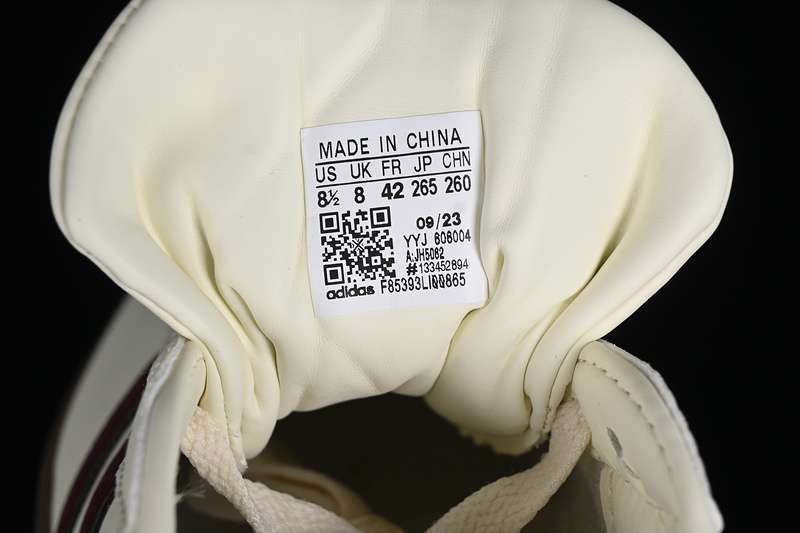 MADE IN CHINA
US UK FR JP CHN
8½ 8 42 265 260
09/23
YYJ 606004
A:JH5062
#133452894
adidas F85393LI00865